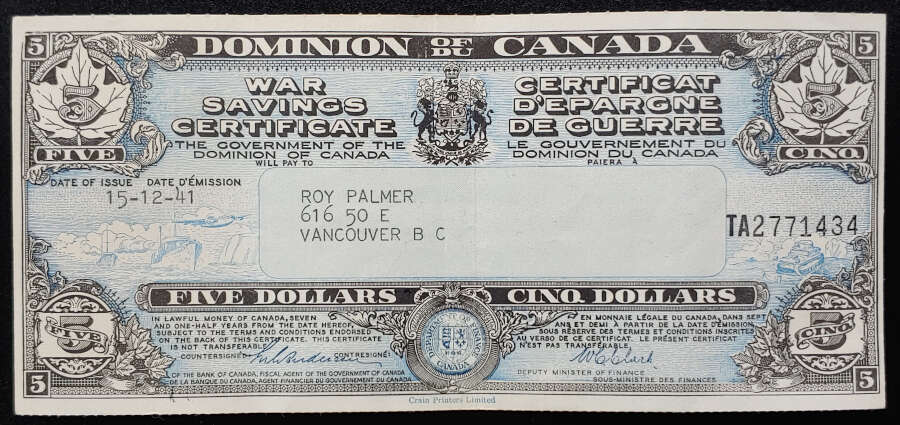 5 DOMINION OF DU CANADA 5
WAR
SAVINGS
CERTIFICATE
THE GOVERNMENT OF THE
DOMINION OF CANADA
WILL PAY TO
CERTIFICAT
D'EPARGNE
DE GUERRE
LE GOUVERNEMENT DU
DOMINION DU CANADA
PAIERA À
5
FIVE
5
CINQ
DATE OF ISSUE DATE D'ÉMISSION
15-12-41
ROY PALMER
616 50 E
VANCOUVER B C
TA2771434
FIVE DOLLARS CINQ DOLLARS
IN LAWFUL MONEY OF CANADA, SEVEN
AND ONE-HALF YEARS FROM THE DATE HEREOF,
SUBJECT TO THE TERMS AND CONDITIONS ENDORSED
ON THE BACK OF THIS CERTIFICATE. THIS CERTIFICATE
IS NOT TRANSFERABLE.
COUNTERSIGNED CONTRESIGNÉ
OF THE BANK OF CANADA, FISCAL AGENT OF THE GOVERNMENT OF CANADA
DE LA BANQUE DU CANADA, AGENT FINANCIER DU GOUVERNEMENT DU CANADA
EN MONNAIE LÉGALE DU CANADA, DANS SEPT
ANS ET DEMI À PARTIR DE LA DATE D'ÉMISSION,
SOUS RÉSERVE DES TERMES ET CONDITIONS INSCRITES
AU VERSO DE CE CERTIFICAT. LE PRÉSENT CERTIFICAT
N'EST PAS TRANSFÉRABLE.
W.C. Clark
DEPUTY MINISTER OF FINANCE
SOUS-MINISTRE DES FINANCES
FIVE
5
CINQ
5
CANADA
5 5
Crain Printers Limited